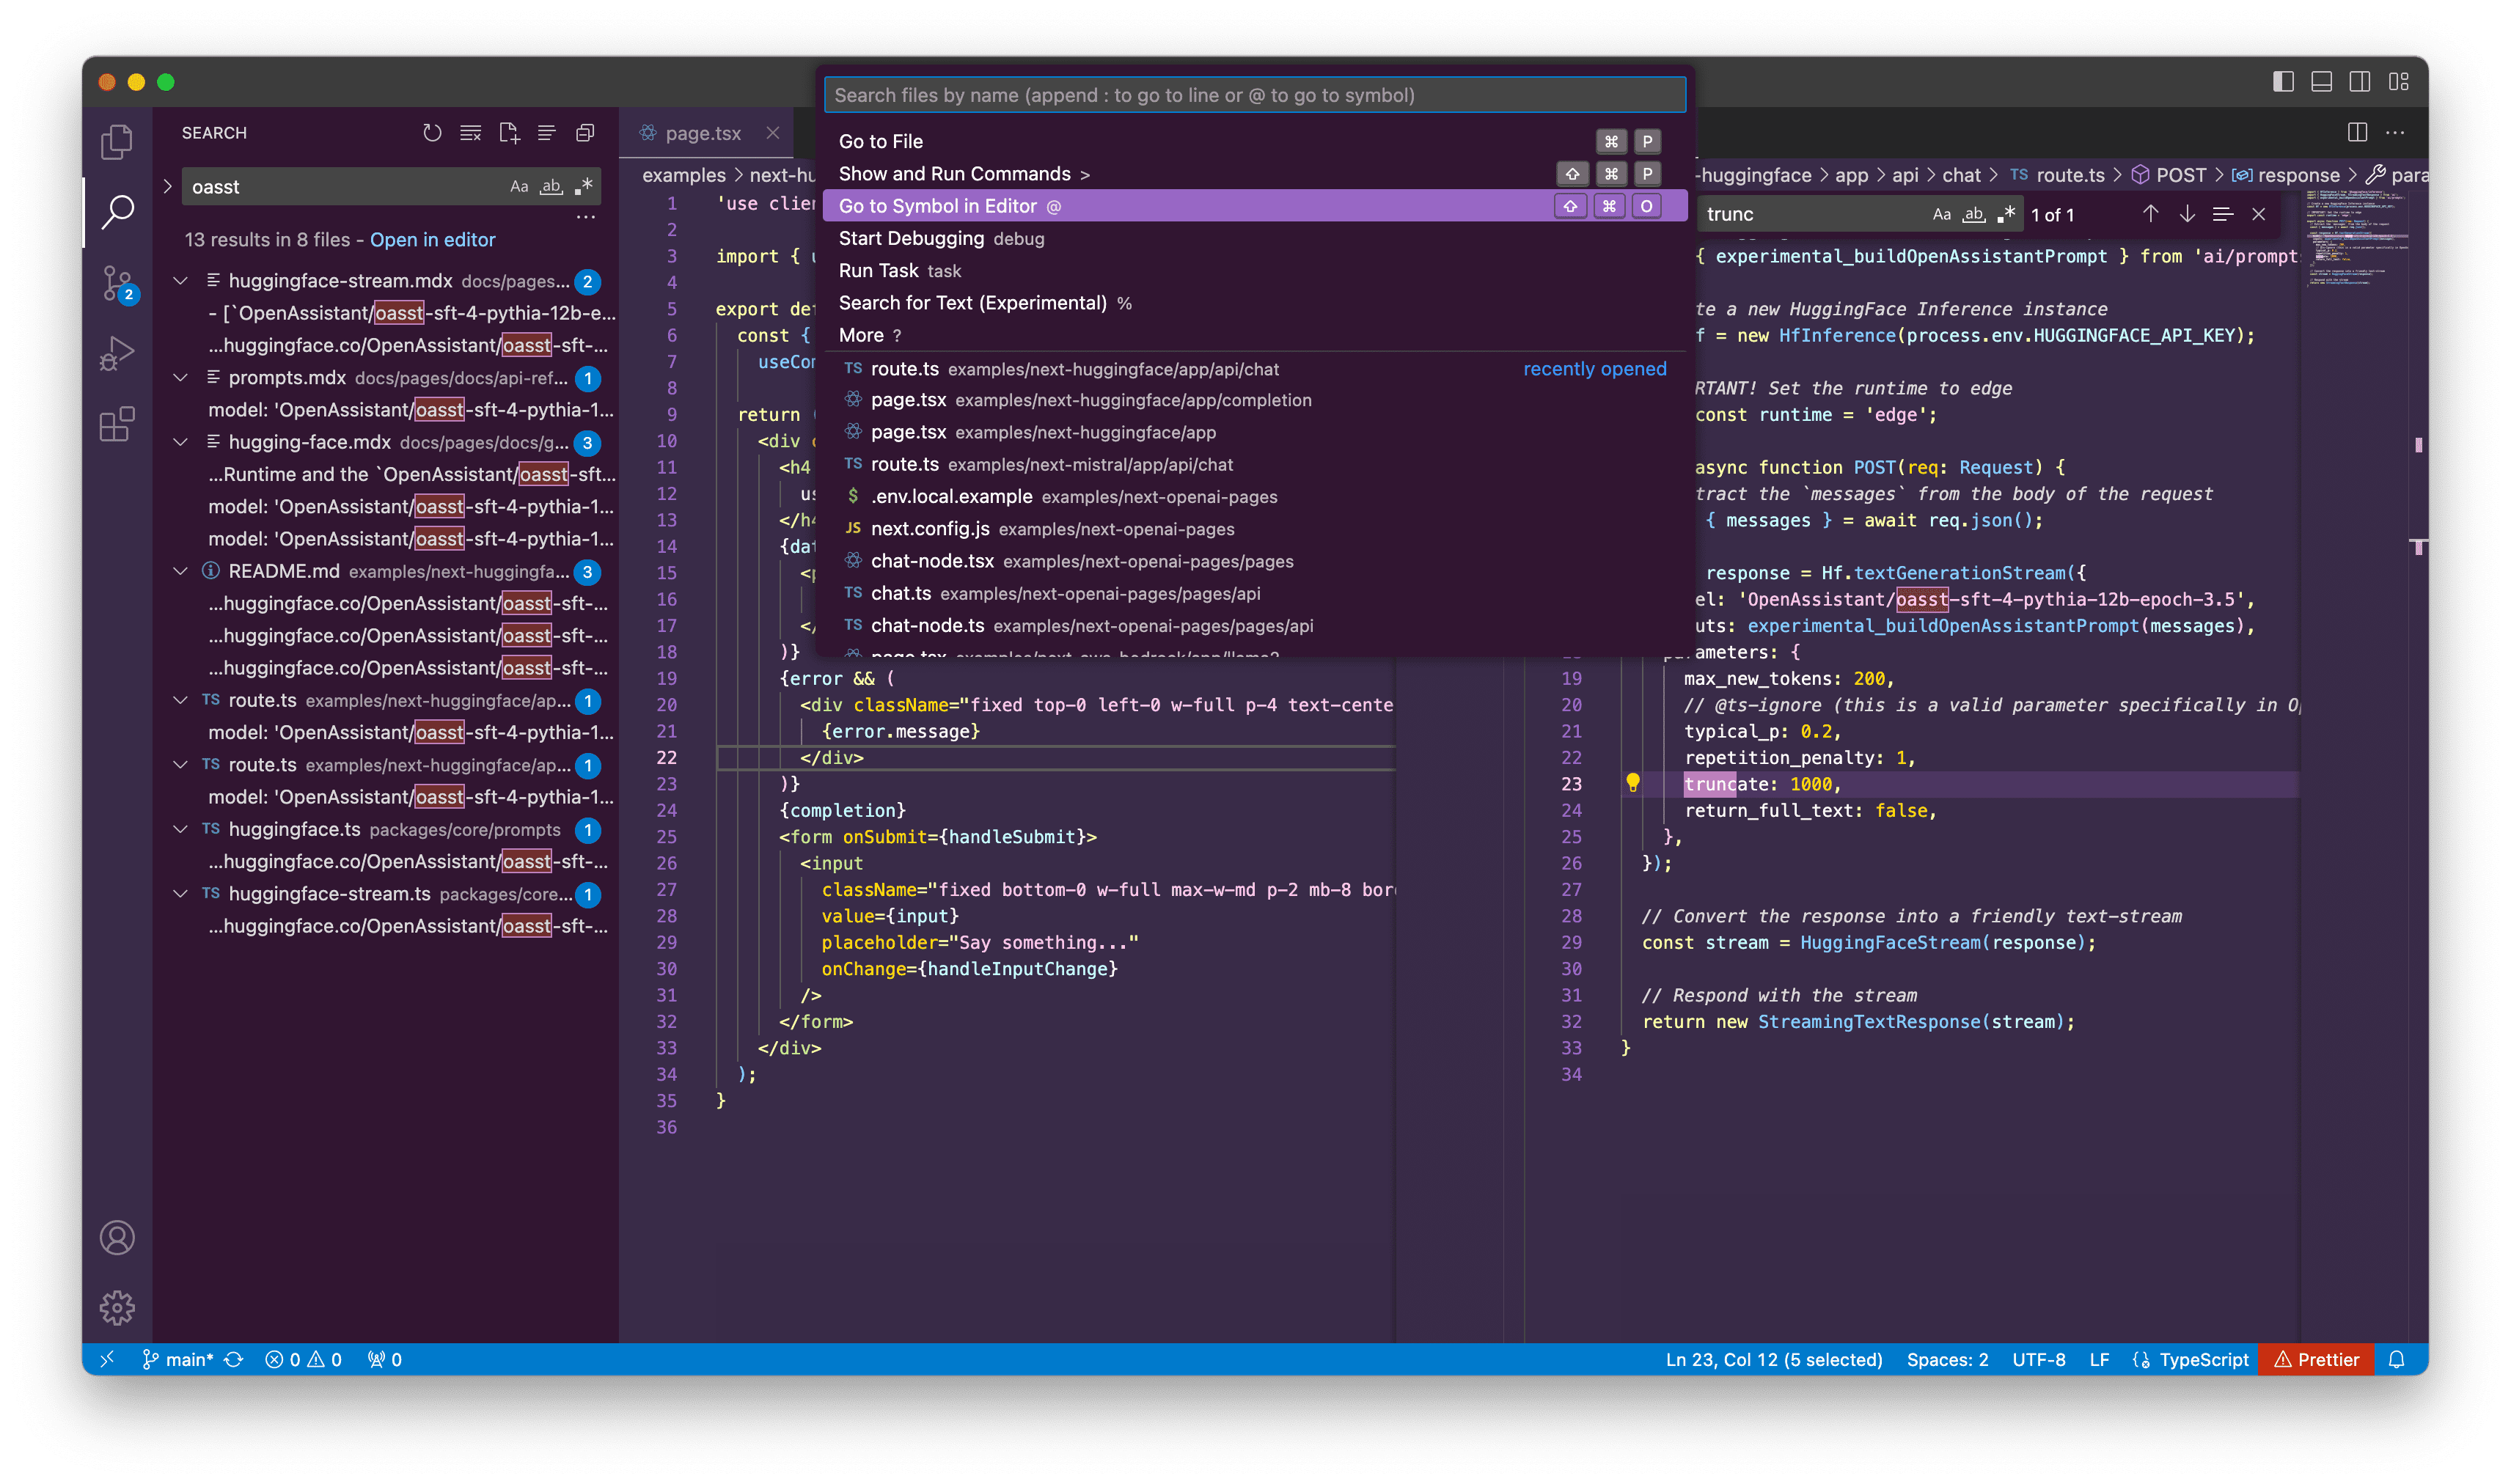 SEARCH
oasst
Aa ab .*
13 results in 8 files - Open in editor
huggingface-stream.mdx docs/pages... 2
- [`OpenAssistant/oasst-sft-4-pythia-12b-e...
...huggingface.co/OpenAssistant/oasst-sft-...
prompts.mdx docs/pages/docs/api-ref... 1
model: 'OpenAssistant/oasst-sft-4-pythia-1...
hugging-face.mdx docs/pages/docs/g... 3
...Runtime and the `OpenAssistant/oasst-sft...
model: 'OpenAssistant/oasst-sft-4-pythia-1...
model: 'OpenAssistant/oasst-sft-4-pythia-1...
README.md examples/next-huggingfa... 3
...huggingface.co/OpenAssistant/oasst-sft-...
...huggingface.co/OpenAssistant/oasst-sft-...
...huggingface.co/OpenAssistant/oasst-sft-...
TS route.ts examples/next-huggingface/ap... 1
model: 'OpenAssistant/oasst-sft-4-pythia-1...
TS route.ts examples/next-huggingface/ap... 1
model: 'OpenAssistant/oasst-sft-4-pythia-1...
TS huggingface.ts packages/core/prompts 1
...huggingface.co/OpenAssistant/oasst-sft-...
TS huggingface-stream.ts packages/core... 1
...huggingface.co/OpenAssistant/oasst-sft-...
2
page.tsx
examples > next-hu
1 'use clien
2
3 import { u
4
5 export def
6 const {
7 useCom
8
9 return (
10 <div c
11 <h4
12 us
13 </h4
14 {dat
15 <p
16
17 </
18 )}
19 {error && (
20 <div className="fixed top-0 left-0 w-full p-4 text-cente
21 {error.message}
22 </div>
23 )}
24 {completion}
25 <form onSubmit={handleSubmit}>
26 <input
27 className="fixed bottom-0 w-full max-w-md p-2 mb-8 bor
28 value={input}
29 placeholder="Say something..."
30 onChange={handleInputChange}
31 />
32 </form>
33 </div>
34 );
35 }
36
Search files by name (append : to go to line or @ to go to symbol)
Go to File ⌘ P
Show and Run Commands > ⇧ ⌘ P
Go to Symbol in Editor @ ⇧ ⌘ O
Start Debugging debug
Run Task task
Search for Text (Experimental) %
More ?
TS route.ts examples/next-huggingface/app/api/chat recently opened
page.tsx examples/next-huggingface/app/completion
page.tsx examples/next-huggingface/app
TS route.ts examples/next-mistral/app/api/chat
$ .env.local.example examples/next-openai-pages
JS next.config.js examples/next-openai-pages
chat-node.tsx examples/next-openai-pages/pages
TS chat.ts examples/next-openai-pages/pages/api
TS chat-node.ts examples/next-openai-pages/pages/api
page.tsx examples/next-aws-bedrock/app/llama2
-huggingface > app > api > chat > TS route.ts > POST > response > para
trunc Aa ab .* 1 of 1
{ experimental_buildOpenAssistantPrompt } from 'ai/prompt
te a new HuggingFace Inference instance
f = new HfInference(process.env.HUGGINGFACE_API_KEY);
RTANT! Set the runtime to edge
const runtime = 'edge';
async function POST(req: Request) {
tract the `messages` from the body of the request
{ messages } = await req.json();
response = Hf.textGenerationStream({
el: 'OpenAssistant/oasst-sft-4-pythia-12b-epoch-3.5',
uts: experimental_buildOpenAssistantPrompt(messages),
18 parameters: {
19 max_new_tokens: 200,
20 // @ts-ignore (this is a valid parameter specifically in Op
21 typical_p: 0.2,
22 repetition_penalty: 1,
23 truncate: 1000,
24 return_full_text: false,
25 },
26 });
27
28 // Convert the response into a friendly text-stream
29 const stream = HuggingFaceStream(response);
30
31 // Respond with the stream
32 return new StreamingTextResponse(stream);
33 }
34
main* 0 0 0
Ln 23, Col 12 (5 selected) Spaces: 2 UTF-8 LF TypeScript Prettier